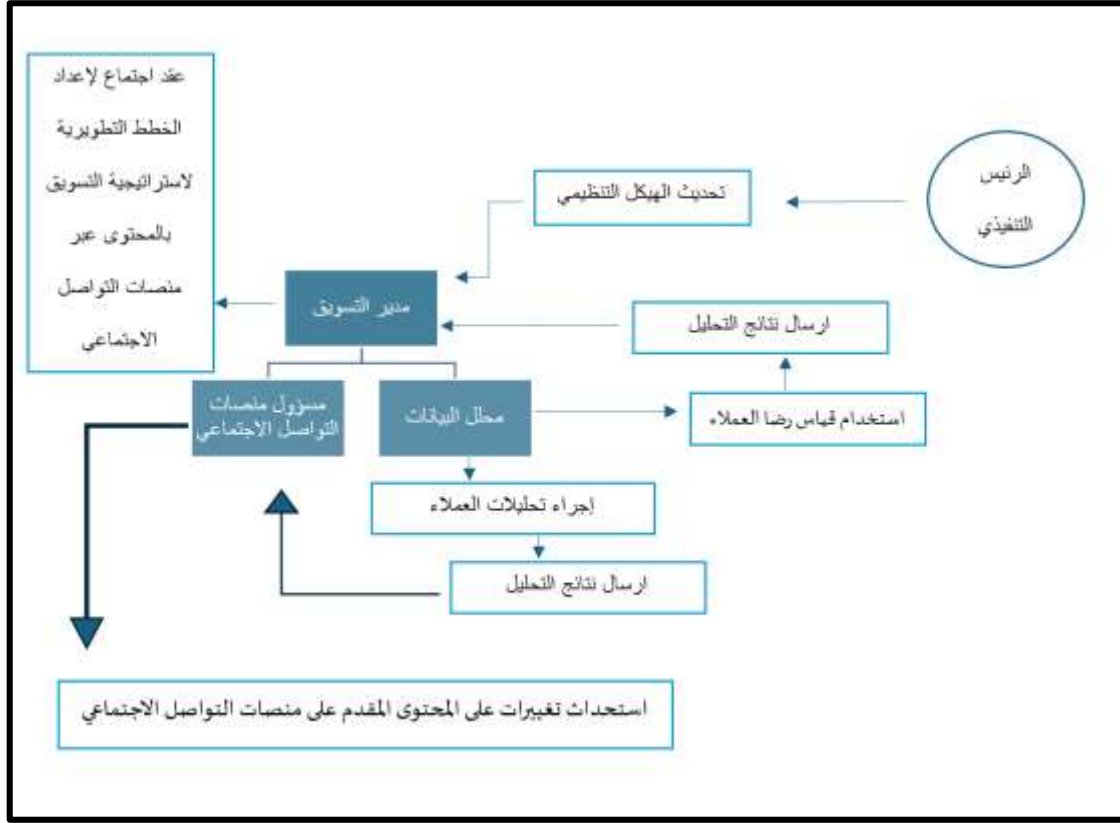 عقد اجتماع لإعداد
الخطط التطويرية
لاستراتيجية التسويق
بالمحتوى عبر
منصات التواصل
الاجتماعي
الرئيس
التنفيذي
تحديث الهيكل التنظيمي
مدير التسويق
ارسال نتائج التحليل
مسؤول منصات
التواصل الاجتماعي
محلل البيانات
استخدام قياس رضا العملاء
إجراء تحليلات العملاء
ارسال نتائج التحليل
استحداث تغييرات على المحتوى المقدم على منصات التواصل الاجتماعي